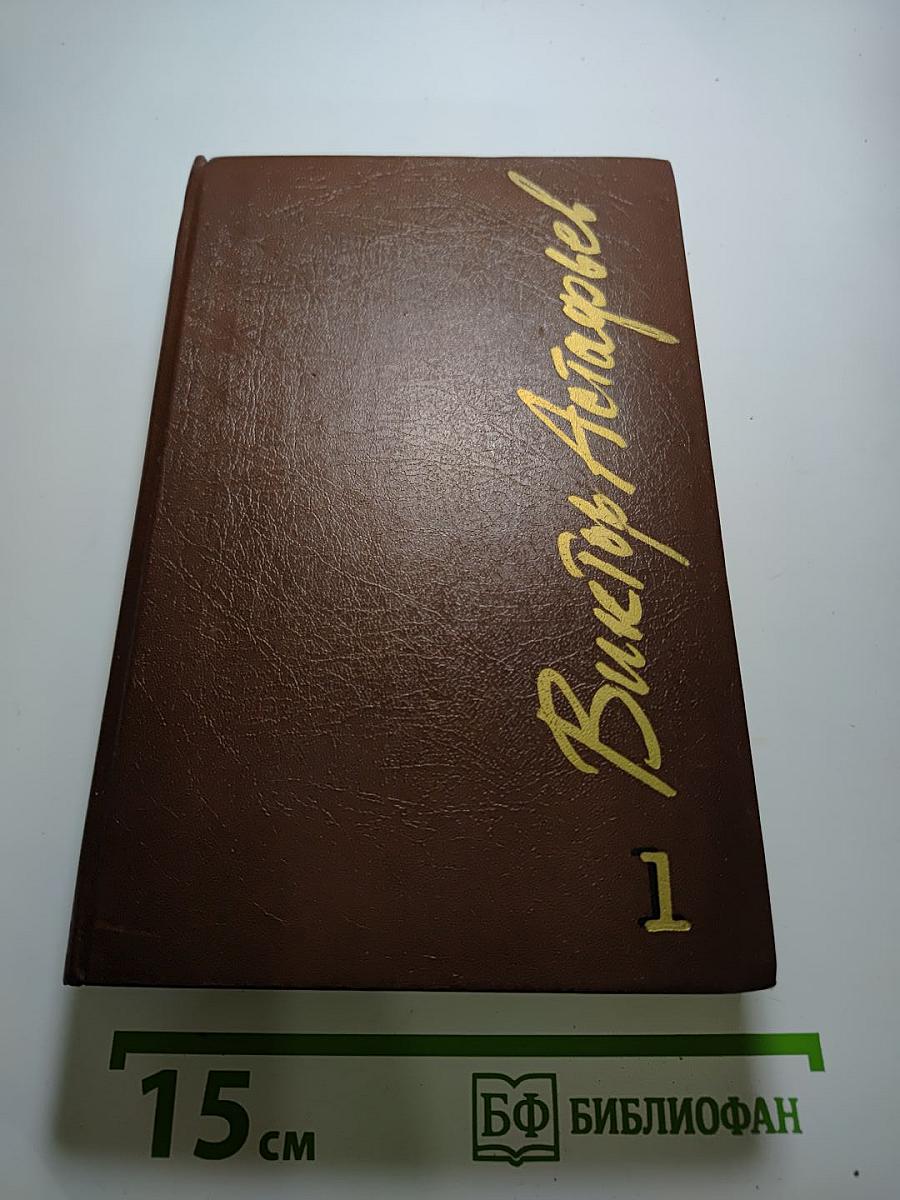 Виктор Астафьев
1
15 см
БФ БИБЛИОФАН